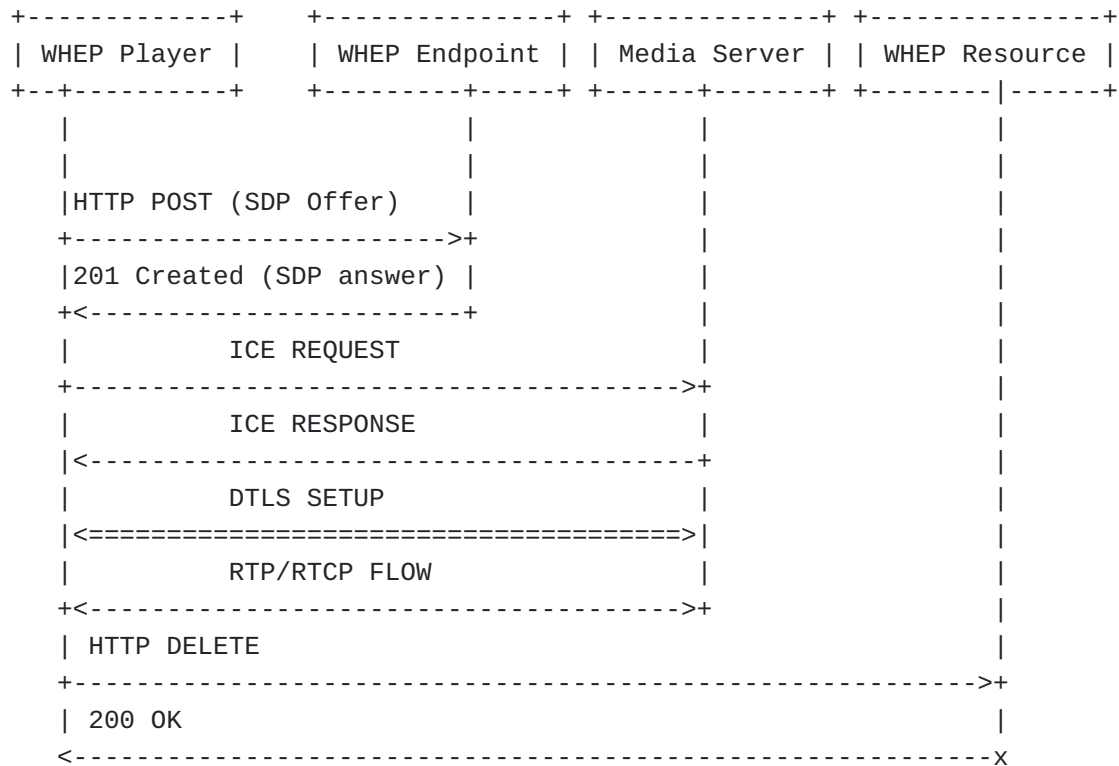 WHEP Player WHEP Endpoint Media Server WHEP Resource
HTTP POST (SDP Offer)
201 Created (SDP answer)
ICE REQUEST
ICE RESPONSE
DTLS SETUP
RTP/RTCP FLOW
HTTP DELETE
200 OK
x